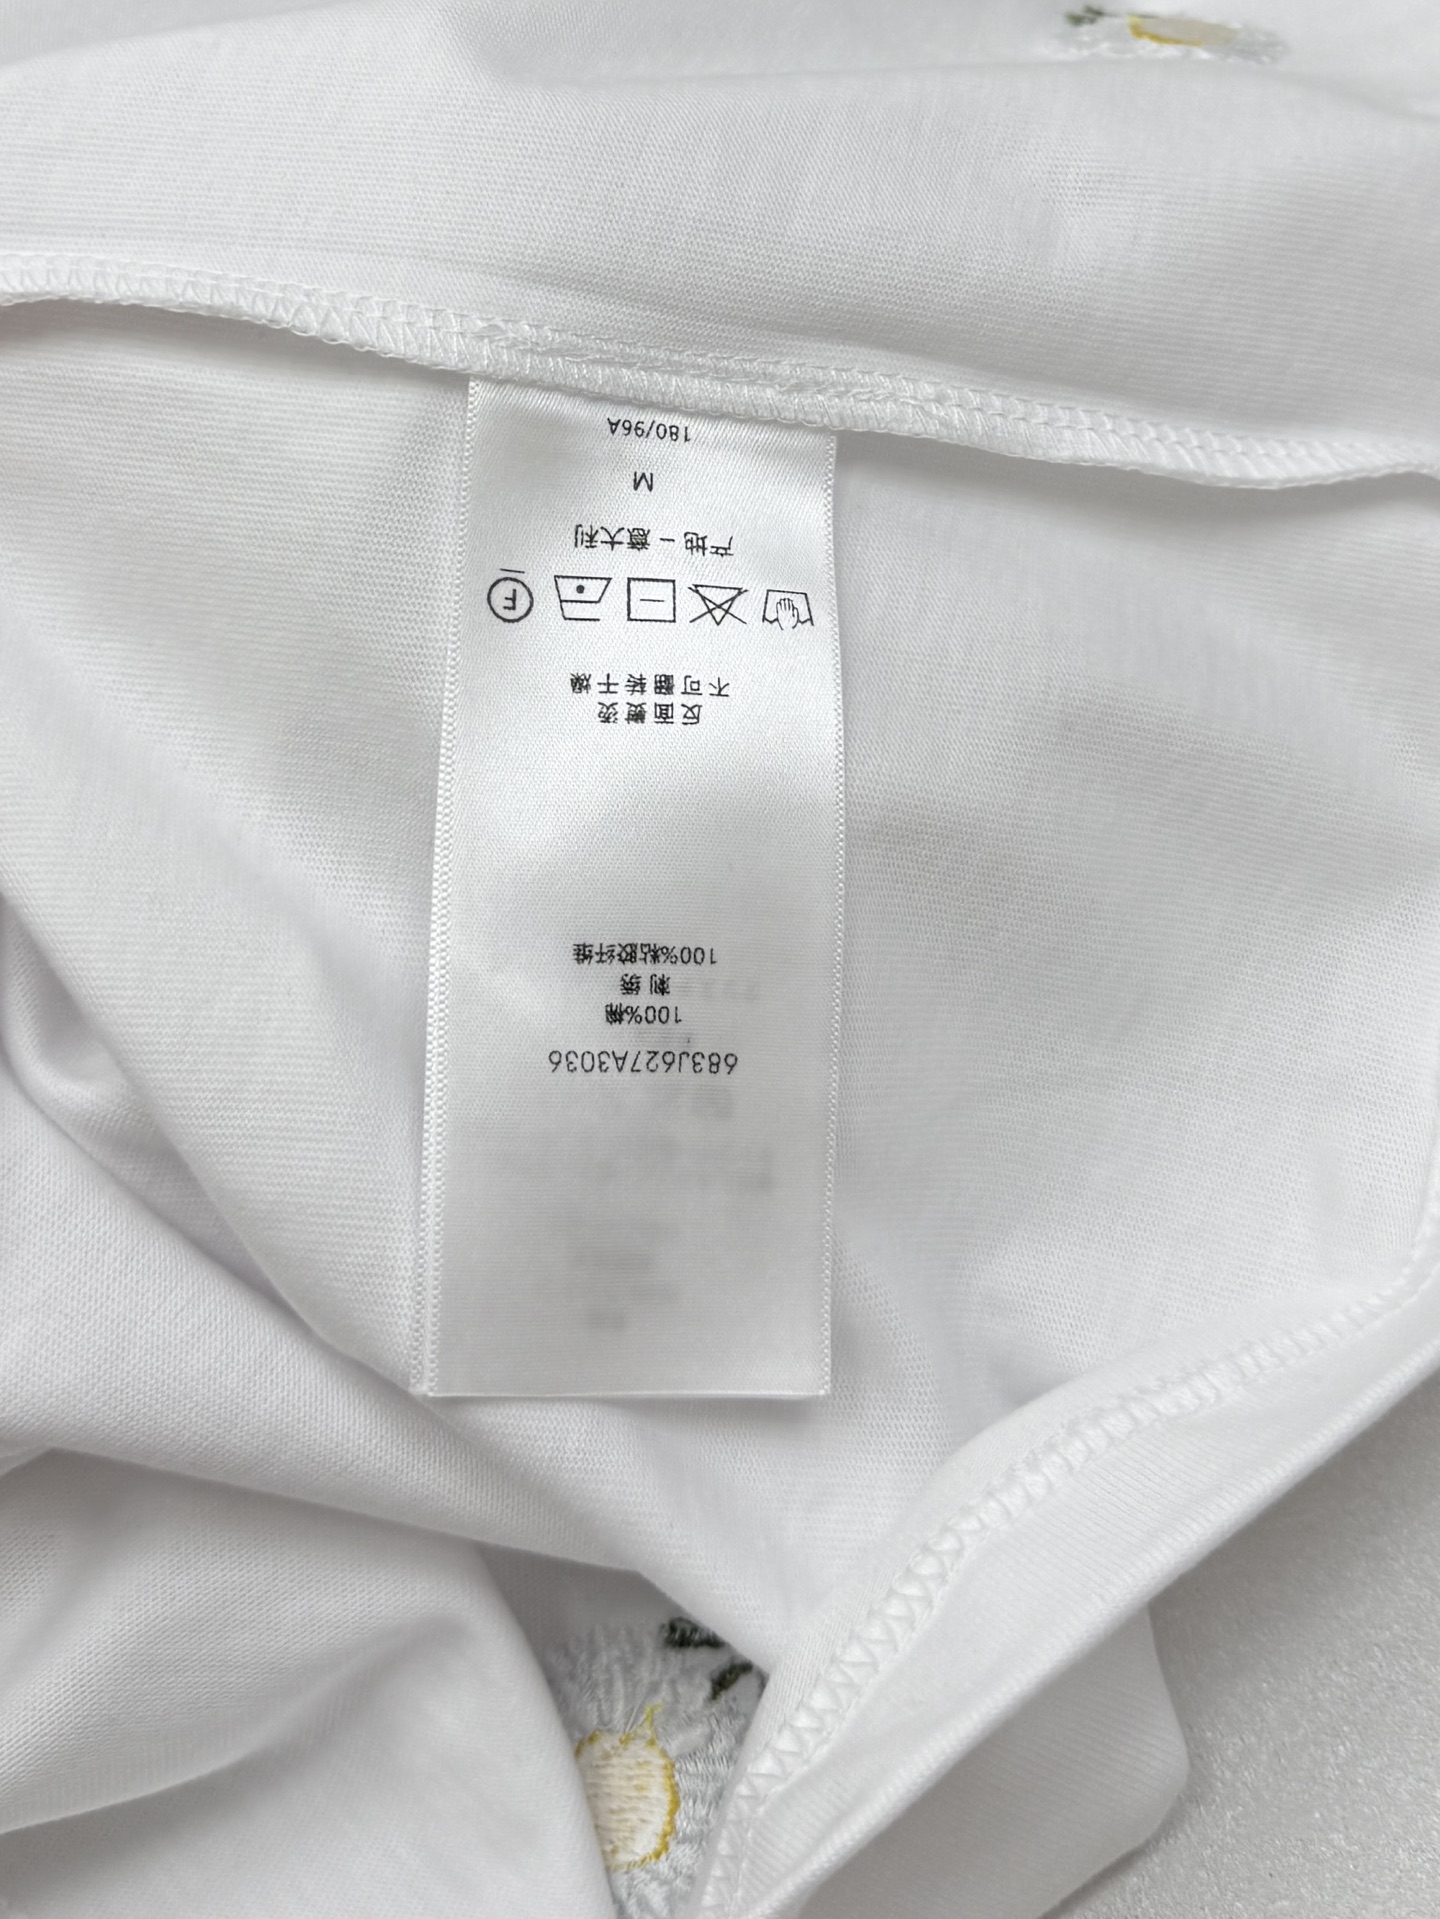 683J627A3036
100%棉
刺绣
100%粘胶纤维
反面熨烫
不可翻转干燥
F
产地 - 意大利
M
180/96A